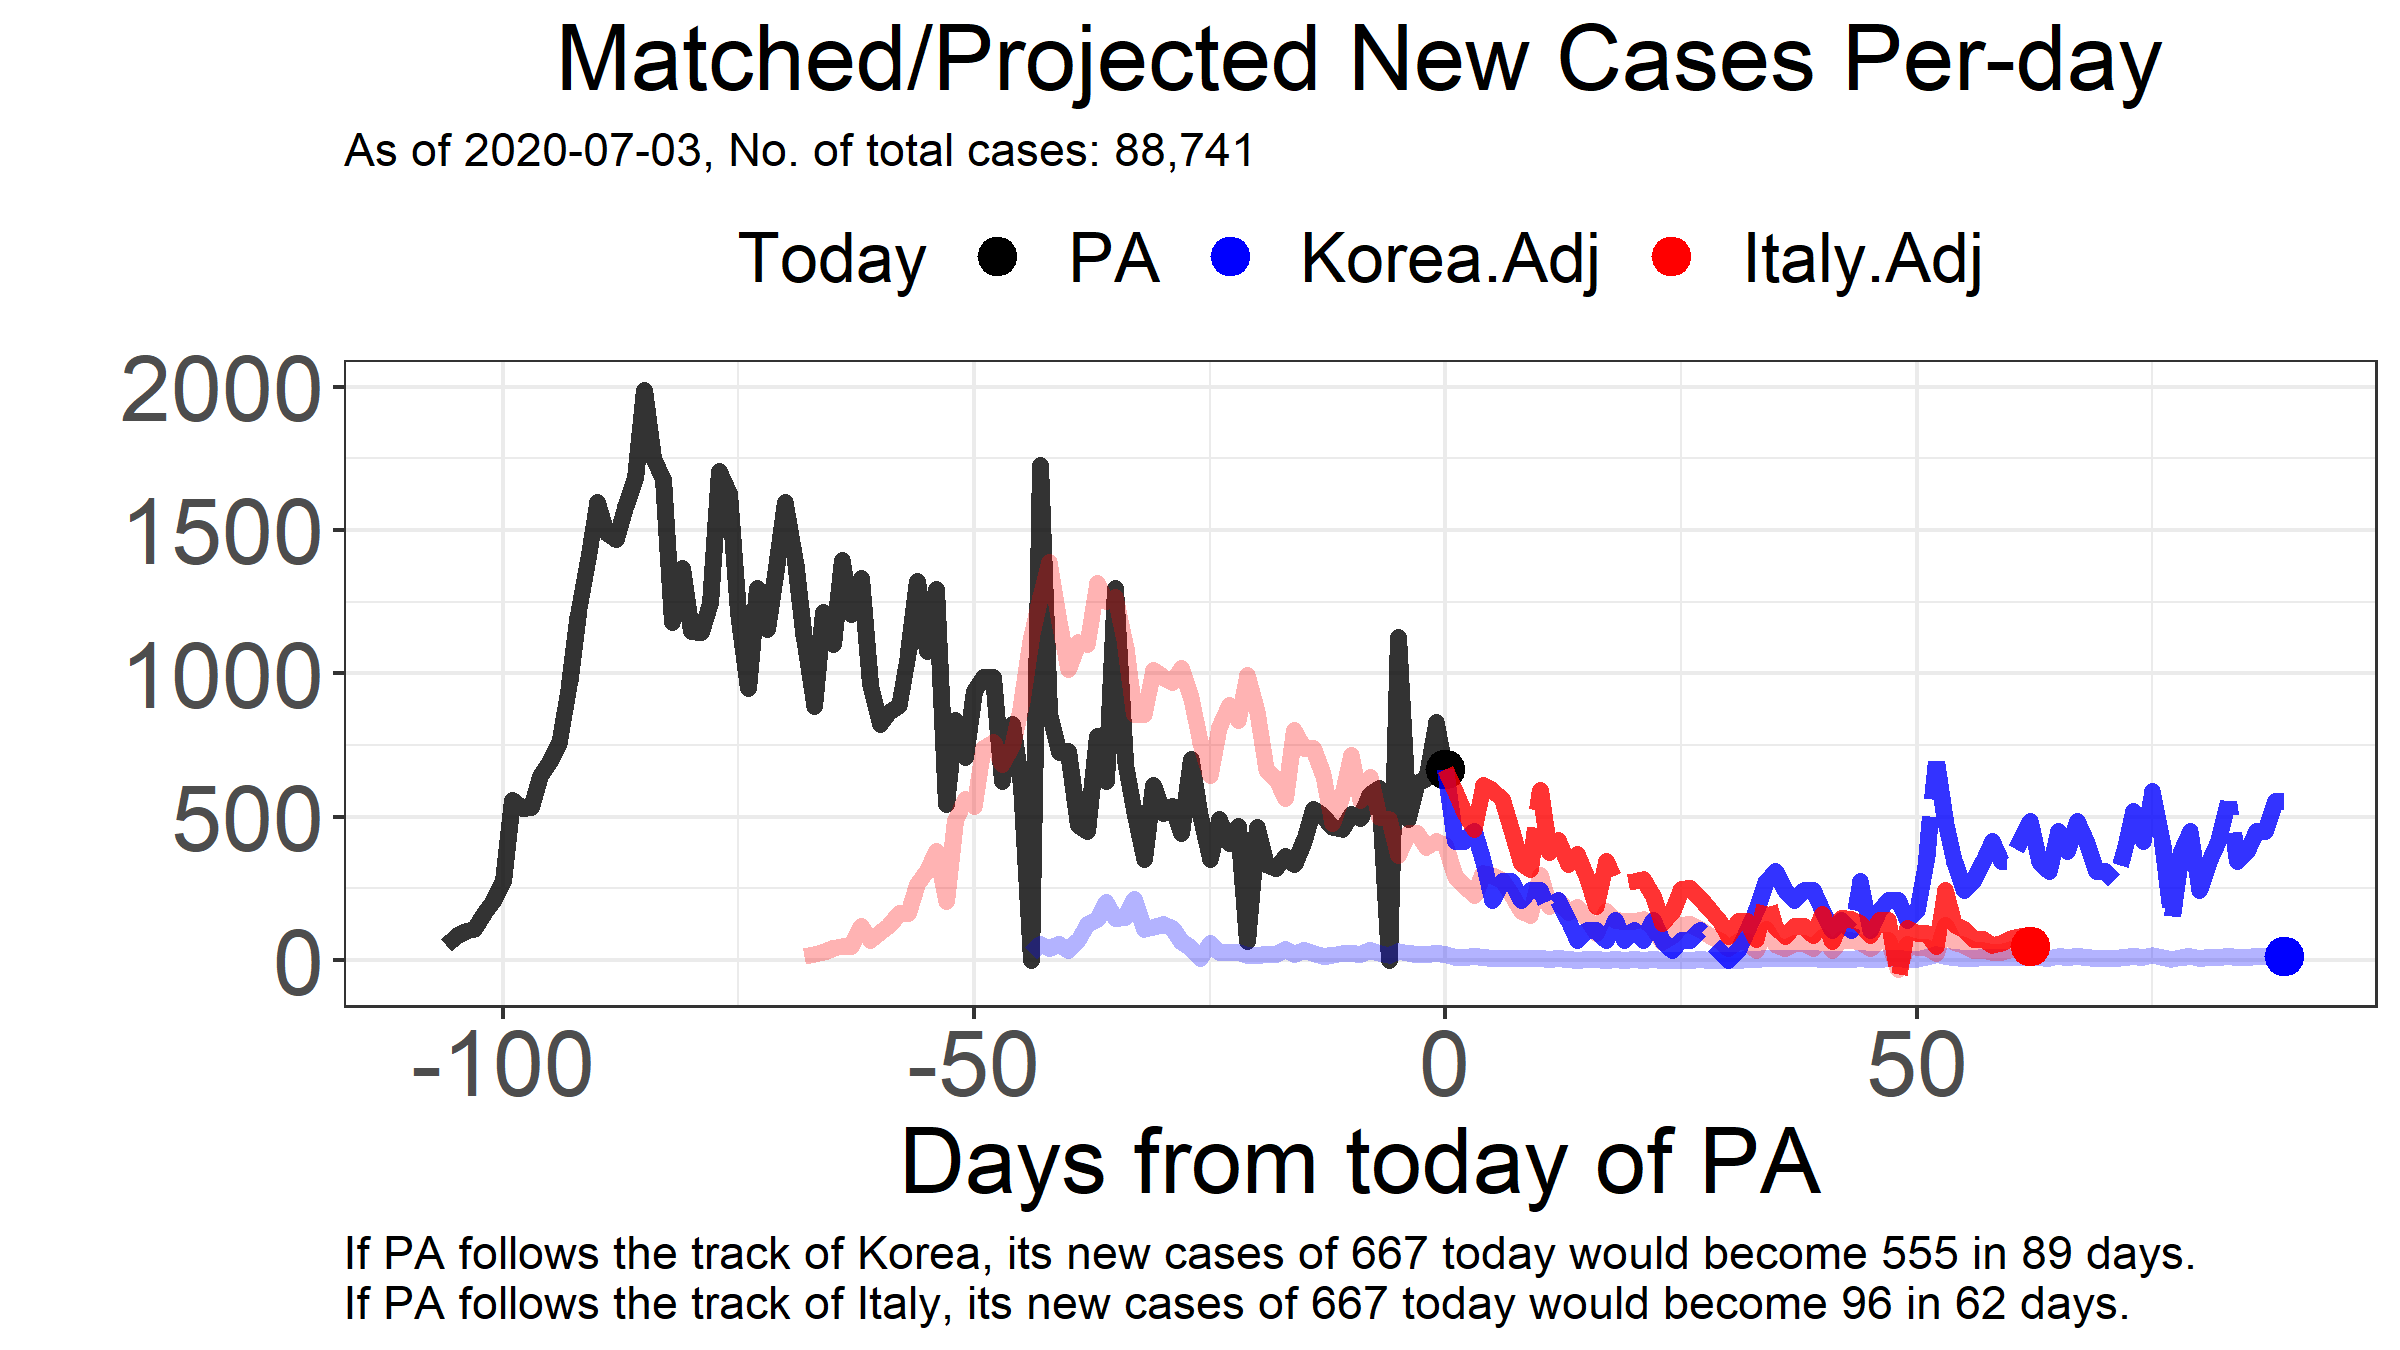 Matched/Projected New Cases Per-day
As of 2020-07-03, No. of total cases: 88,741
Today PA Korea.Adj Italy.Adj
2000
1500
1000
500
0
-100 -50 0 50
Days from today of PA
If PA follows the track of Korea, its new cases of 667 today would become 555 in 89 days.
If PA follows the track of Italy, its new cases of 667 today would become 96 in 62 days.